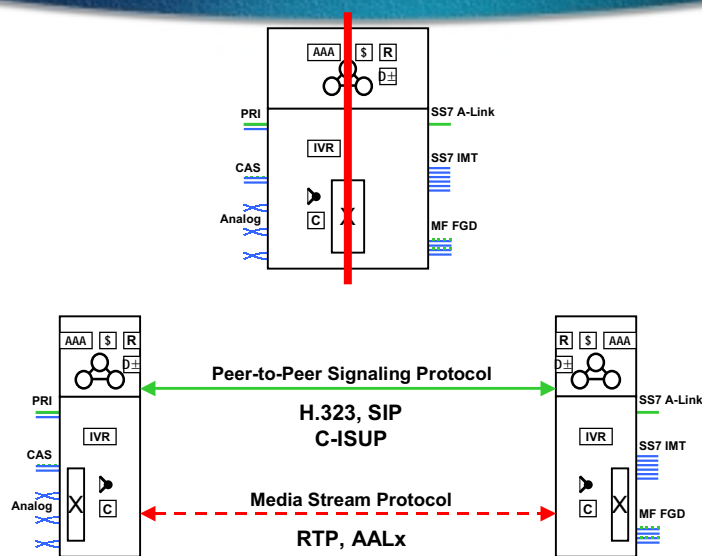 AAA $ R
D±
PRI SS7 A-Link
IVR
SS7 IMT
CAS
Analog C X
MF FGD
AAA $ R R $ AAA
D± D±
Peer-to-Peer Signaling Protocol
PRI SS7 A-Link
H.323, SIP
C-ISUP
IVR IVR
CAS SS7 IMT
Media Stream Protocol
Analog X C C X MF FGD
RTP, AALx